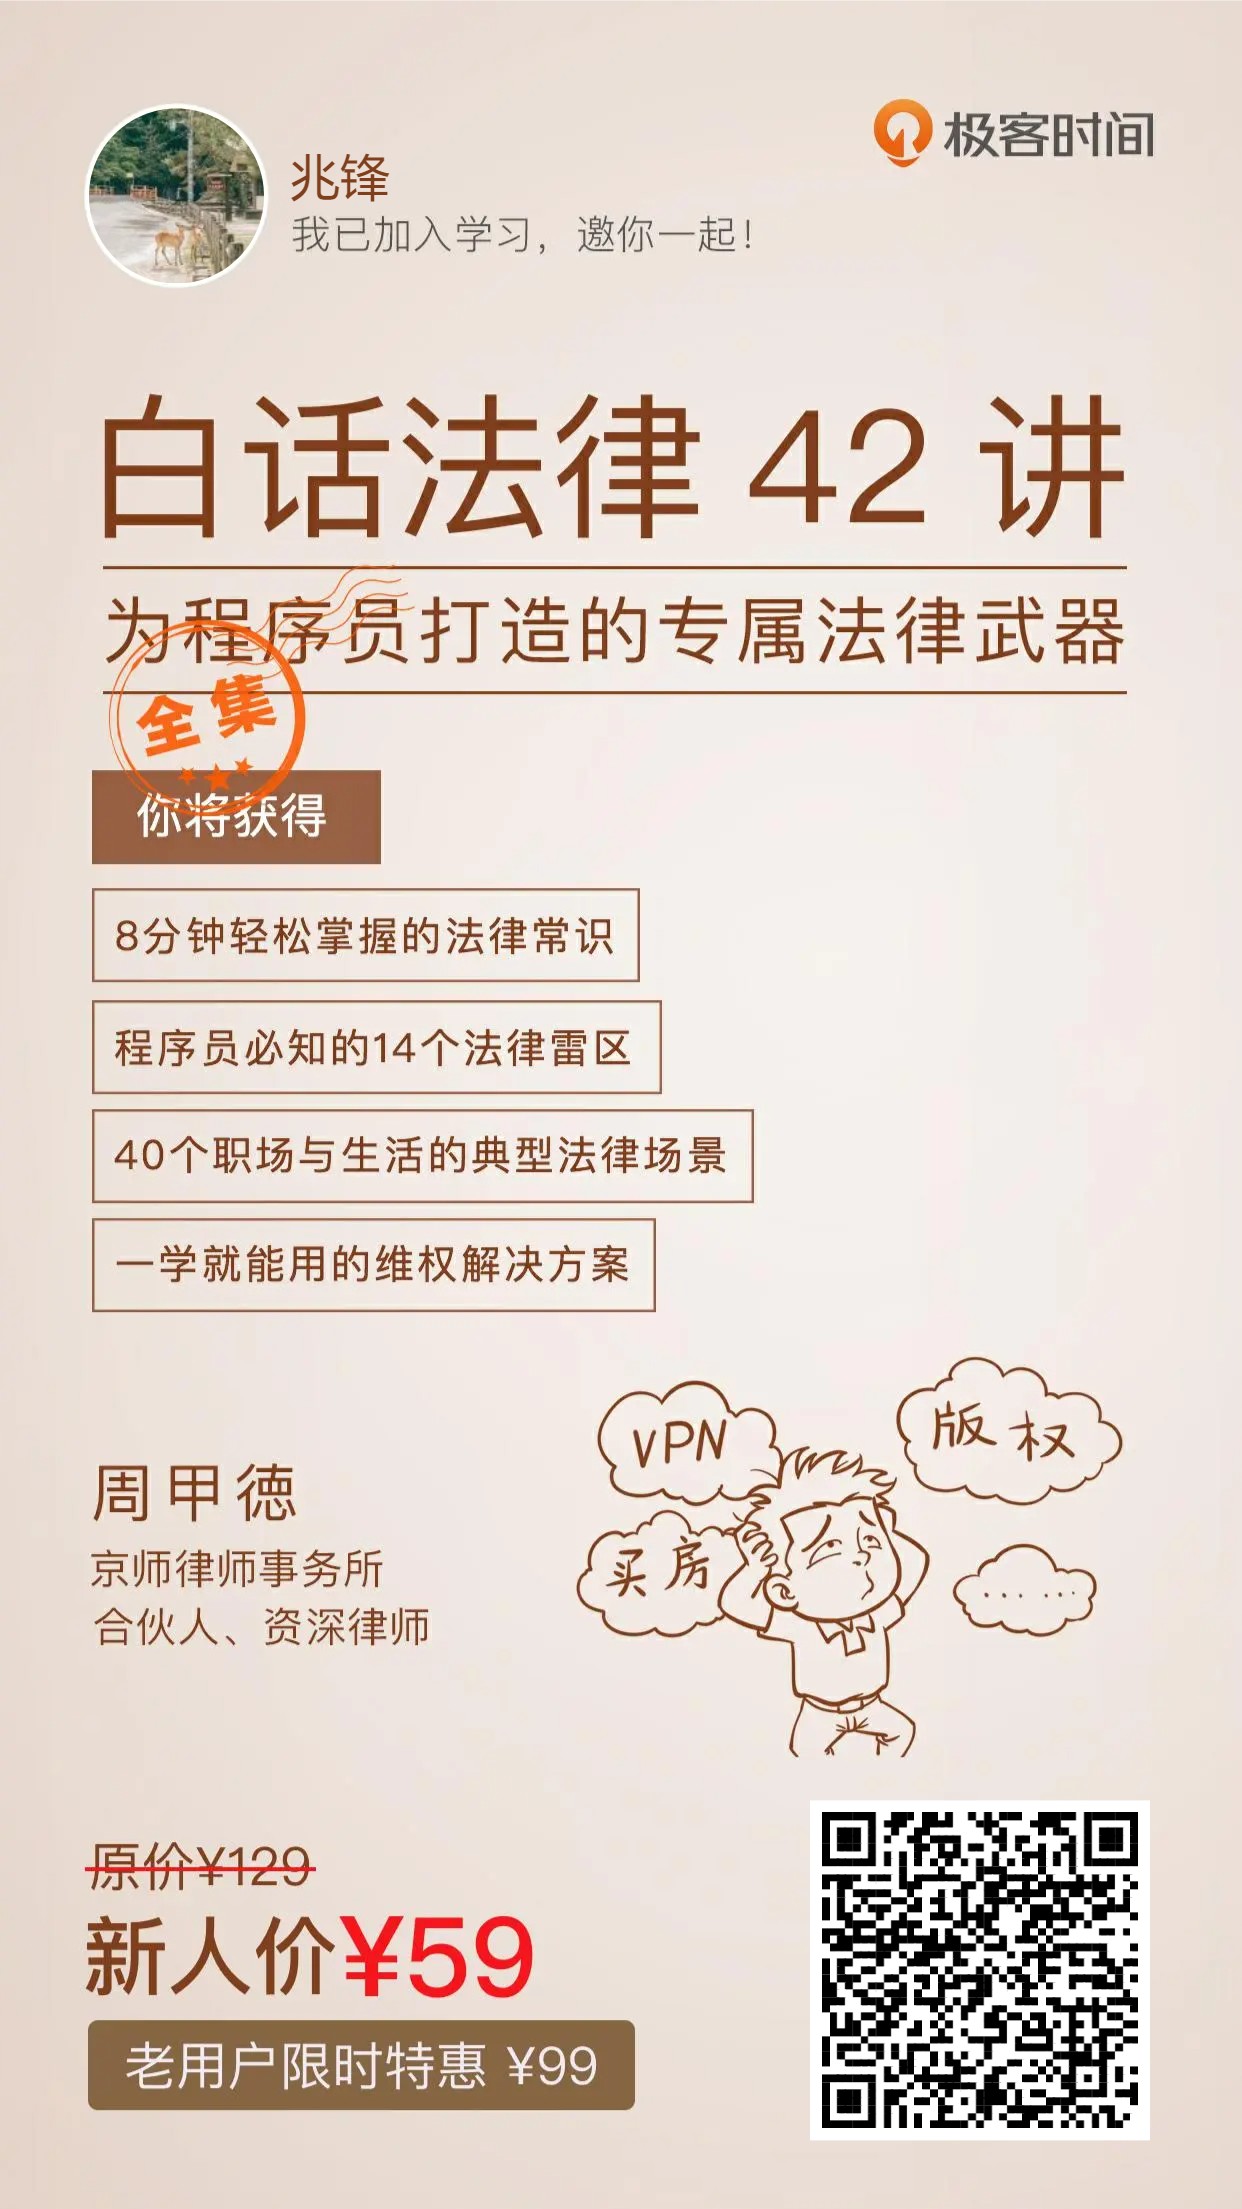 极客时间
兆锋
我已加入学习，邀你一起！
白话法律 42 讲
为程序员打造的专属法律武器
全集
你将获得
8分钟轻松掌握的法律常识
程序员必知的14个法律雷区
40个职场与生活的典型法律场景
一学就能用的维权解决方案
VPN
版权
买房
……
周甲徳
京师律师事务所
合伙人、资深律师
原价¥129
新人价¥59
老用户限时特惠 ¥99